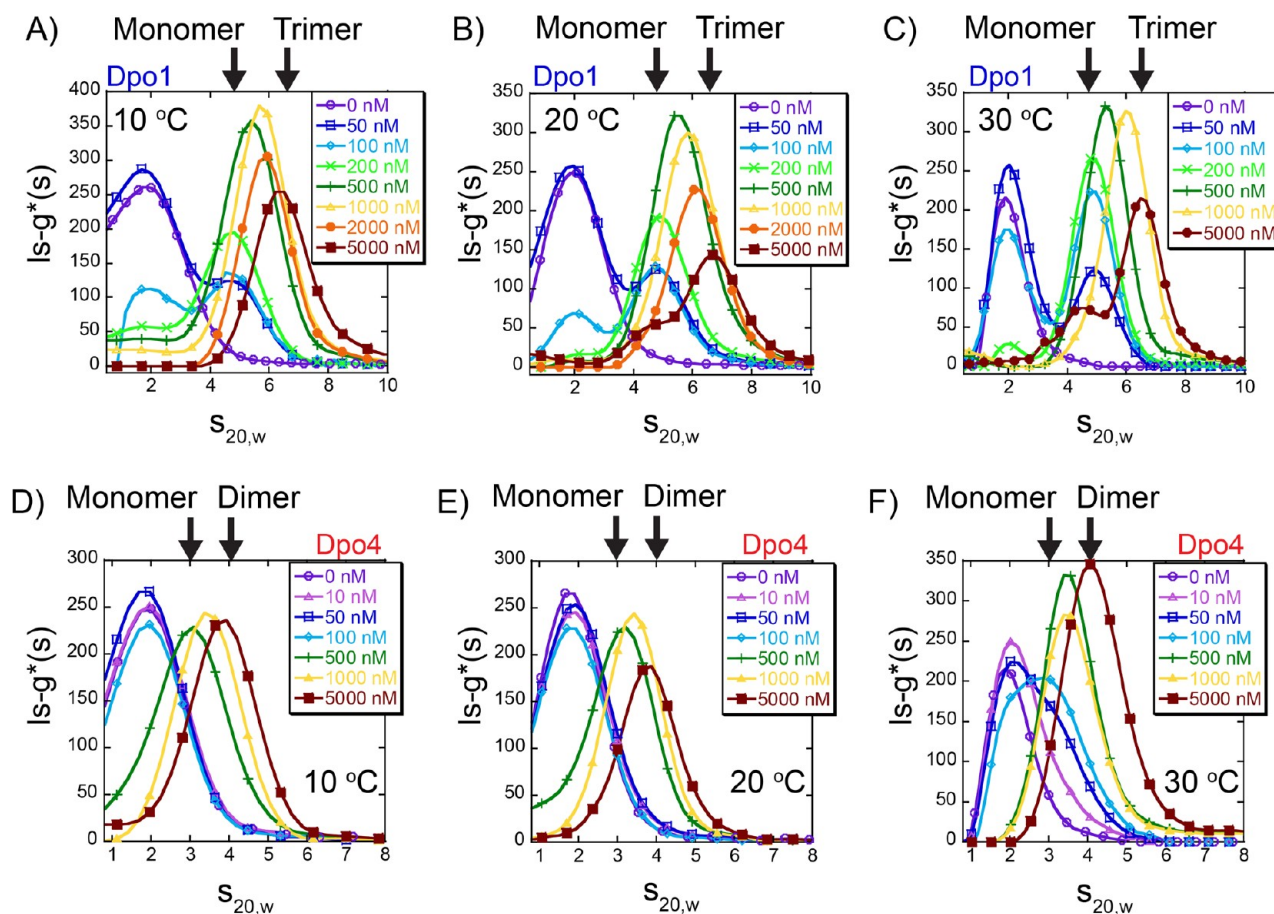 A) Monomer Trimer
Dpo1
10 °C
0 nM
50 nM
100 nM
200 nM
500 nM
1000 nM
2000 nM
5000 nM
ls-g*(s)
400
350
300
250
200
150
100
50
0
2 4 6 8 10
S20,w
B) Monomer Trimer
Dpo1
20 °C
0 nM
50 nM
100 nM
200 nM
500 nM
1000 nM
2000 nM
5000 nM
350
300
250
200
150
100
50
0
2 4 6 8 10
S20,w
C) Monomer Trimer
Dpo1
30 °C
0 nM
50 nM
100 nM
200 nM
500 nM
1000 nM
5000 nM
350
300
250
200
150
100
50
0
2 4 6 8 10
S20,w
D) Monomer Dimer
Dpo4
0 nM
10 nM
50 nM
100 nM
500 nM
1000 nM
5000 nM
10 °C
ls-g*(s)
300
250
200
150
100
50
0
1 2 3 4 5 6 7 8
S20,w
E) Monomer Dimer
Dpo4
0 nM
10 nM
50 nM
100 nM
500 nM
1000 nM
5000 nM
20 °C
300
250
200
150
100
50
0
1 2 3 4 5 6 7 8
S20,w
F) Monomer Dimer
Dpo4
0 nM
10 nM
50 nM
100 nM
500 nM
1000 nM
5000 nM
30 °C
350
300
250
200
150
100
50
0
1 2 3 4 5 6 7 8
S20,w